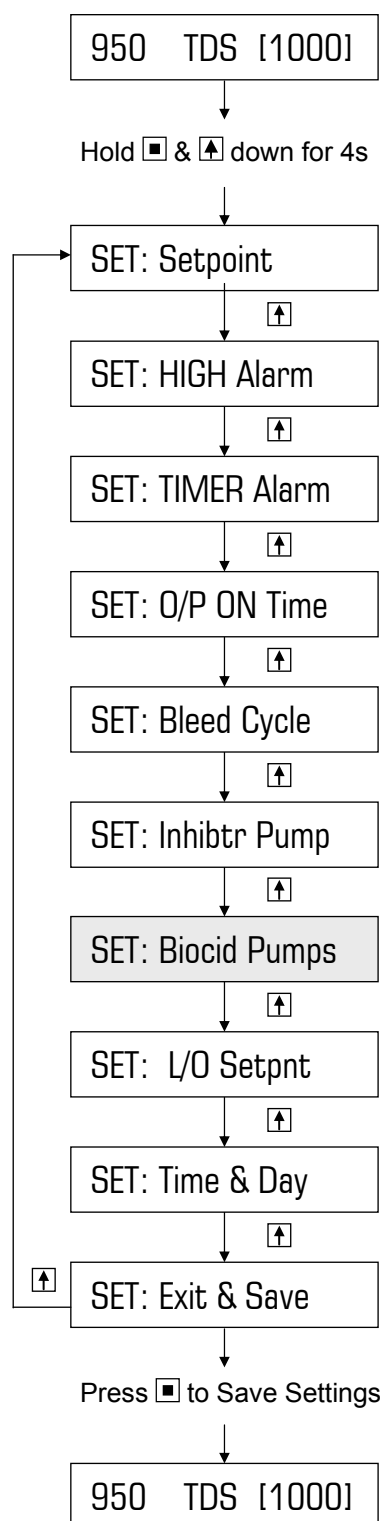 950 TDS [1000]
Hold ■ & ↑ down for 4s
SET: Setpoint
↑
SET: HIGH Alarm
↑
SET: TIMER Alarm
↑
SET: O/P ON Time
↑
SET: Bleed Cycle
↑
SET: Inhibtr Pump
↑
SET: Biocid Pumps
↑
SET: L/O Setpnt
↑
SET: Time & Day
↑
↑
SET: Exit & Save
Press ■ to Save Settings
950 TDS [1000]